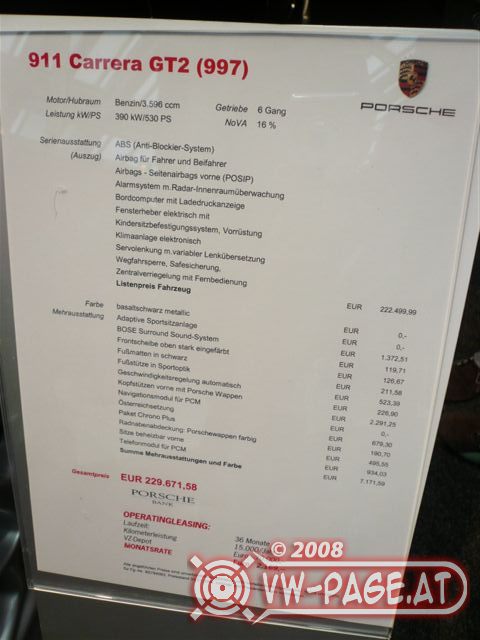 911 Carrera GT2 (997)
PORSCHE
Motor/Hubraum Benzin/3.596 ccm Getriebe 6 Gang
Leistung kW/PS 390 kW/530 PS NoVA 16 %
Serienausstattung ABS (Anti-Blockier-System)
(Auszug) Airbag für Fahrer und Beifahrer
Airbags - Seitenairbags vorne (POSIP)
Alarmsystem m.Radar-Innenraumüberwachung
Bordcomputer mit Ladedruckanzeige
Fensterheber elektrisch mit
Kindersitzbefestigungssystem, Vorrüstung
Klimaanlage elektronisch
Servolenkung m.variabler Lenkübersetzung
Wegfahrsperre, Safesicherung,
Zentralverriegelung mit Fernbedienung
Listenpreis Fahrzeug EUR 222.499,99
Farbe basaltschwarz metallic EUR 0,-
Mehrausstattung Adaptive Sportsitzanlage EUR 0,-
BOSE Surround Sound-System EUR 1.372,51
Frontscheibe oben stark eingefärbt EUR 119,71
Fußmatten in schwarz EUR 126,67
Fußstütze in Sportoptik EUR 211,58
Geschwindigkeitsregelung automatisch EUR 523,39
Kopfstützen vorne mit Porsche Wappen EUR 226,90
Navigationsmodul für PCM EUR 2.291,25
Österreichsetzung EUR 0,-
Paket Chrono Plus EUR 679,30
Radnabenabdeckung: Porschewappen farbig EUR 190,70
Sitze beheizbar vorne EUR 495,55
Telefonmodul für PCM EUR 934,03
Summe Mehrausstattungen und Farbe EUR 7.171,59
Gesamtpreis EUR 229.671,58
PORSCHE
BANK
OPERATINGLEASING:
Laufzeit: 36 Monate
Kilometerleistung 15.000/
VZ-Depot
MONATSRATE
© 2008
VW-PAGE.AT